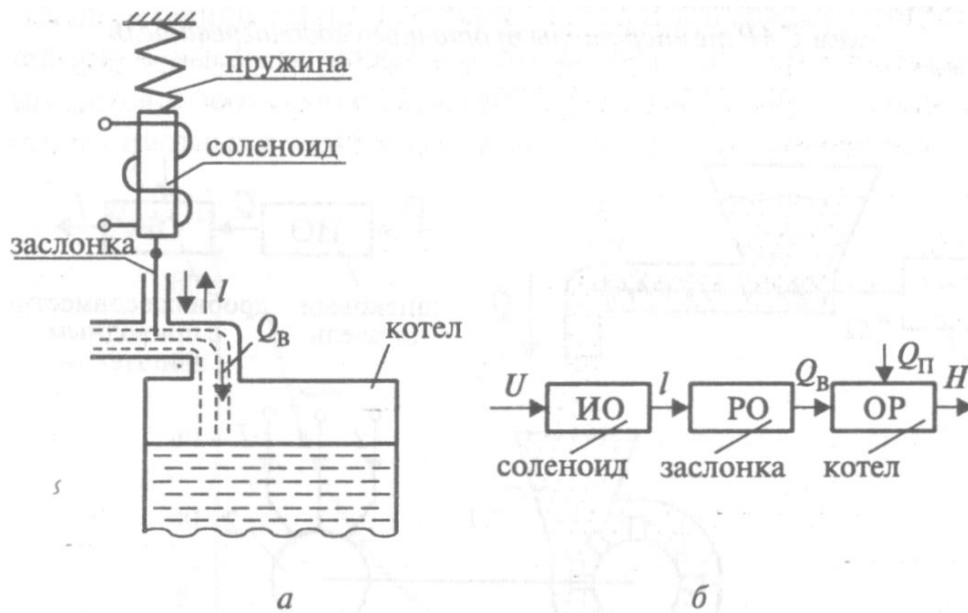 пружина
соленоид
заслонка
l
Q_В
котел
U
ИО
l
РО
Q_В
ОР
Q_П
H
соленоид
заслонка
котел
а
б